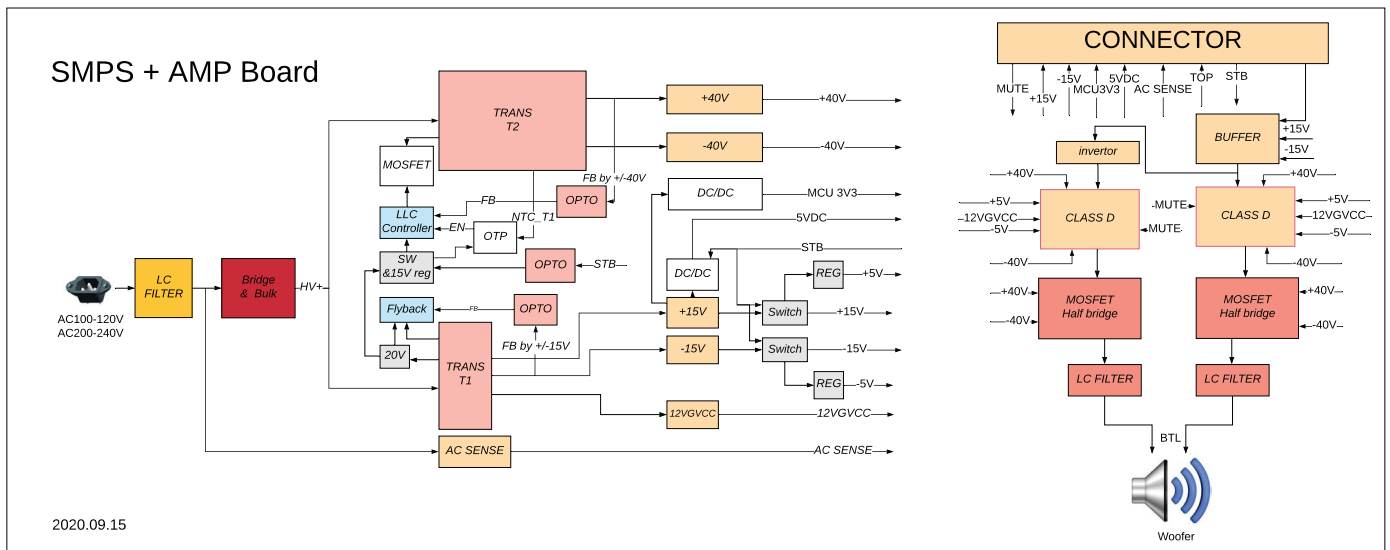 SMPS + AMP Board
AC100-120V
AC200-240V
LC
FILTER
Bridge
& Bulk
HV+
TRANS
T2
MOSFET
LLC
Controller
FB
OPTO
FB by +/-40V
NTC_T1
EN
OTP
SW
&15V reg
OPTO
STB
Flyback
FB
OPTO
FB by +/-15V
20V
TRANS
T1
AC SENSE
+40V
+40V
-40V
-40V
DC/DC
MCU 3V3
5VDC
STB
DC/DC
REG
+5V
+15V
Switch
+15V
-15V
Switch
-15V
REG
-5V
12VGVCC
12VGVCC
AC SENSE
CONNECTOR
MUTE
+15V
-15V
MCU3V3
5VDC
AC SENSE
TOP
STB
BUFFER
+15V
-15V
invertor
+40V
+5V
12VGVCC
-5V
CLASS D
MUTE
-40V
+40V
MUTE
CLASS D
+5V
12VGVCC
-5V
-40V
+40V
-40V
MOSFET
Half bridge
MOSFET
Half bridge
+40V
-40V
LC FILTER
LC FILTER
BTL
Woofer
2020.09.15